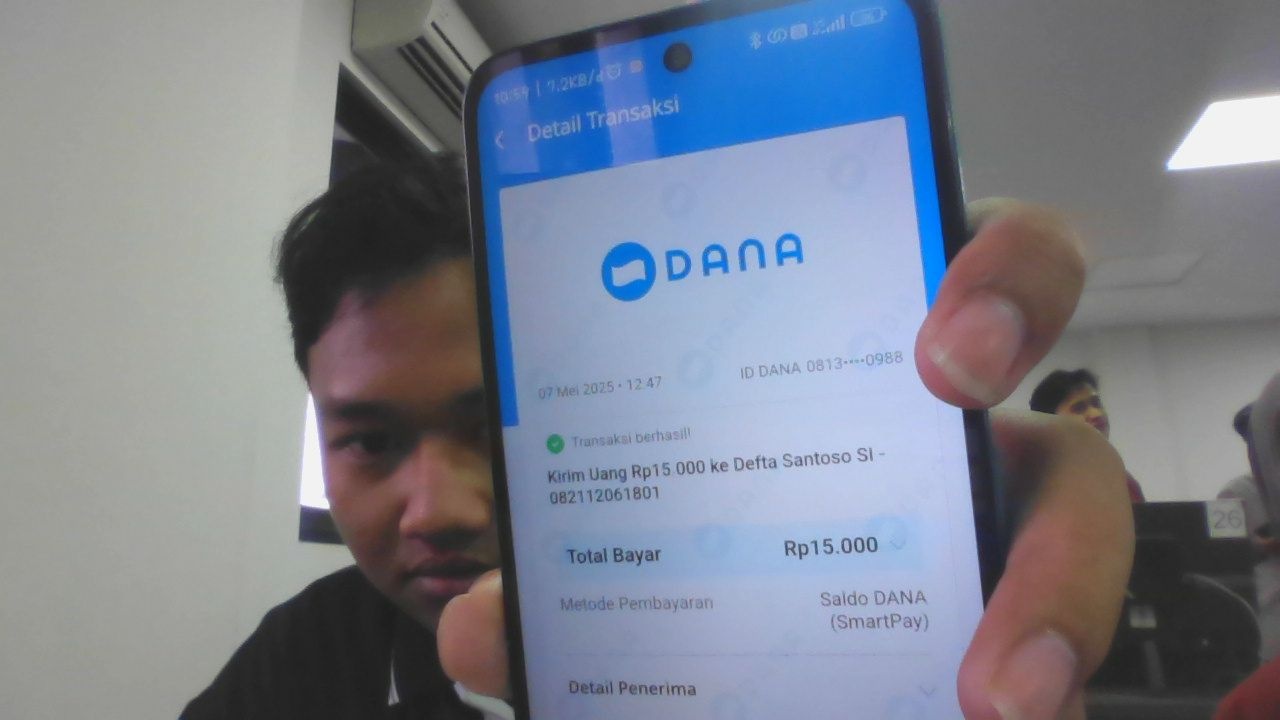 10:59 | 7.2KB/d
Detail Transaksi
DANA
07 Mei 2025 • 12:47
ID DANA 0813••••0988
Transaksi berhasil!
Kirim Uang Rp15.000 ke Defta Santoso SI -
082112061801
Total Bayar Rp15.000
Metode Pembayaran Saldo DANA
(SmartPay)
Detail Penerima
26